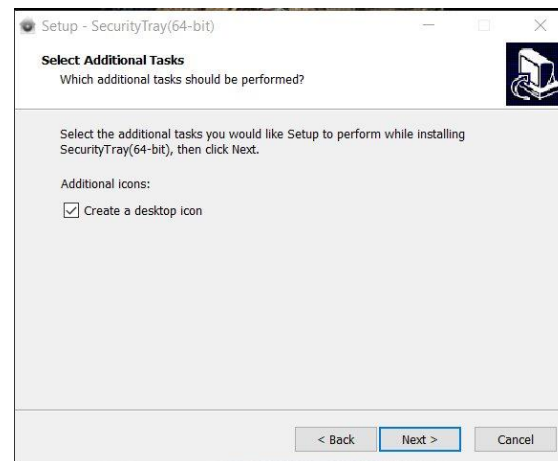 Setup - SecurityTray(64-bit)
Select Additional Tasks
Which additional tasks should be performed?
Select the additional tasks you would like Setup to perform while installing
SecurityTray(64-bit), then click Next.
Additional icons:
Create a desktop icon
< Back Next > Cancel